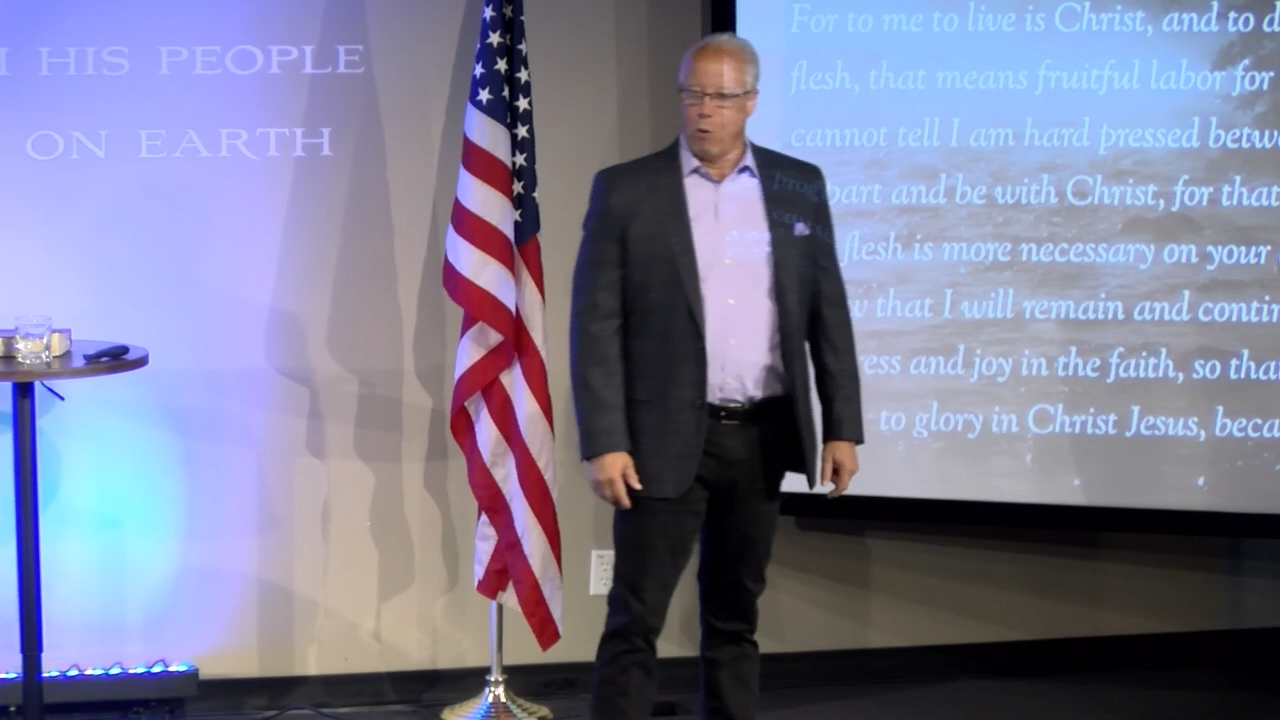 HIS PEOPLE
ON EARTH
For to me to live is Christ, and to d
flesh, that means fruitful labor for
cannot tell I am hard pressed betwe
part and be with Christ, for that
flesh is more necessary on your
w that I will remain and contin
ress and joy in the faith, so tha
to glory in Christ Jesus, beca